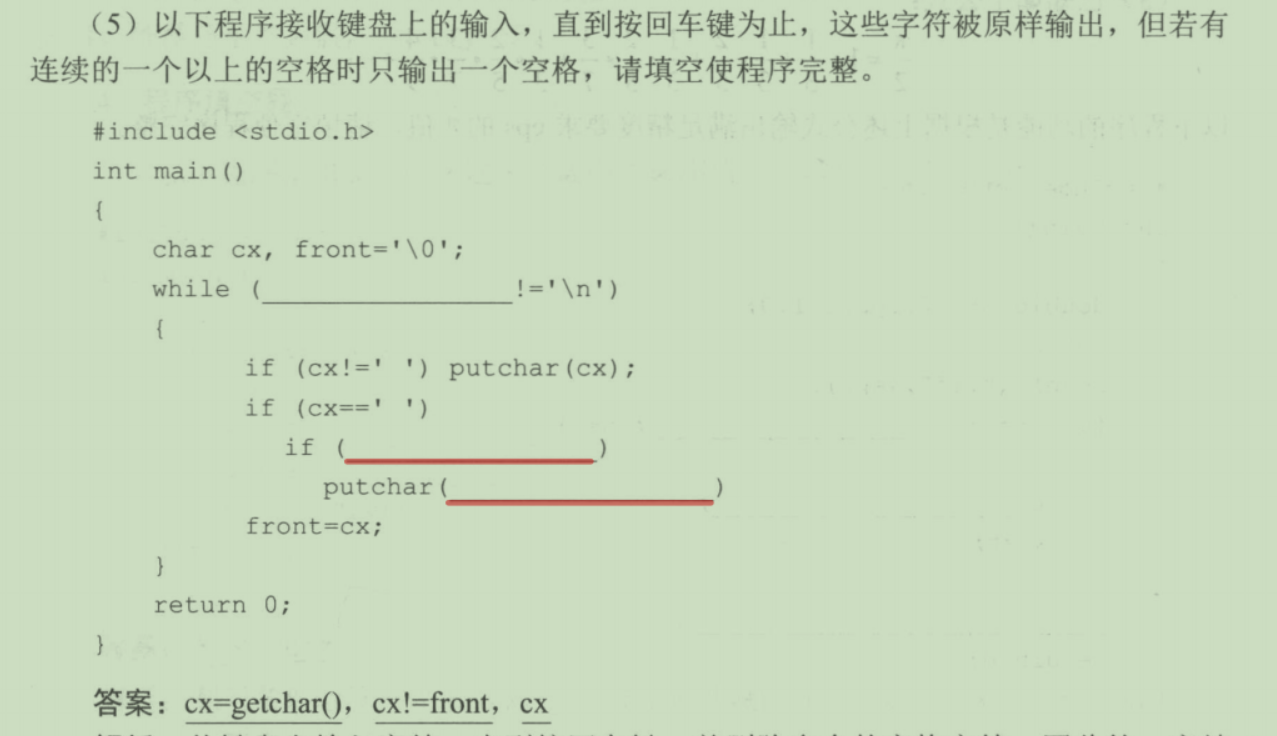 （5）以下程序接收键盘上的输入，直到按回车键为止，这些字符被原样输出，但若有
连续的一个以上的空格时只输出一个空格，请填空使程序完整。
#include <stdio.h>
int main()
{
char cx, front='\0';
while (_______________!='\n')
{
if (cx!=' ') putchar(cx);
if (cx==' ')
if (_______________)
putchar(________________)
front=cx;
}
return 0;
}
答案：cx=getchar()，cx!=front，cx